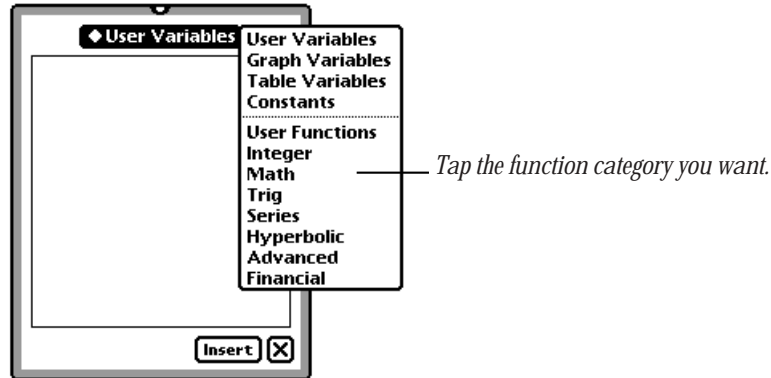 ◆User Variables
User Variables
Graph Variables
Table Variables
Constants
User Functions
Integer
Math
Trig
Series
Hyperbolic
Advanced
Financial
Tap the function category you want.
Insert